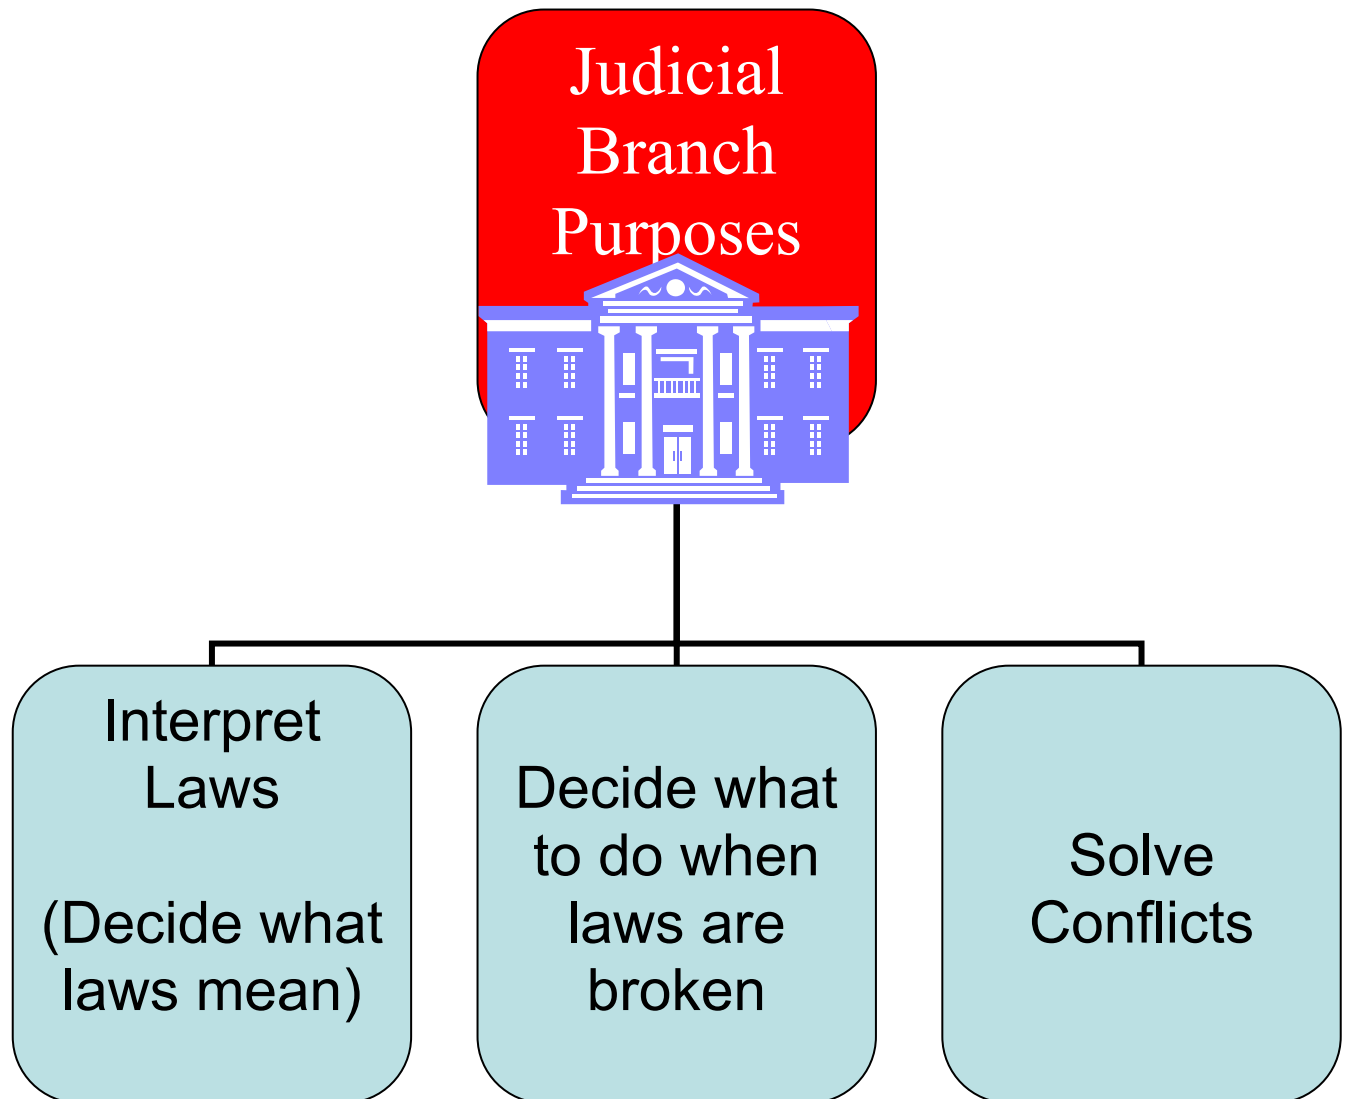 Judicial
Branch
Purposes
Interpret
Laws
(Decide what
laws mean)
Decide what
to do when
laws are
broken
Solve
Conflicts